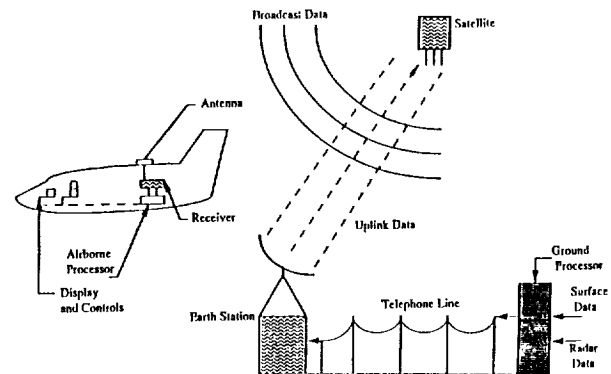 Broadcast Data
Satellite
Antenna
Receiver
Airborne
Processor
Display
and Controls
Uplink Data
Ground
Processor
Telephone Line
Surface
Data
Earth Station
Radar
Data